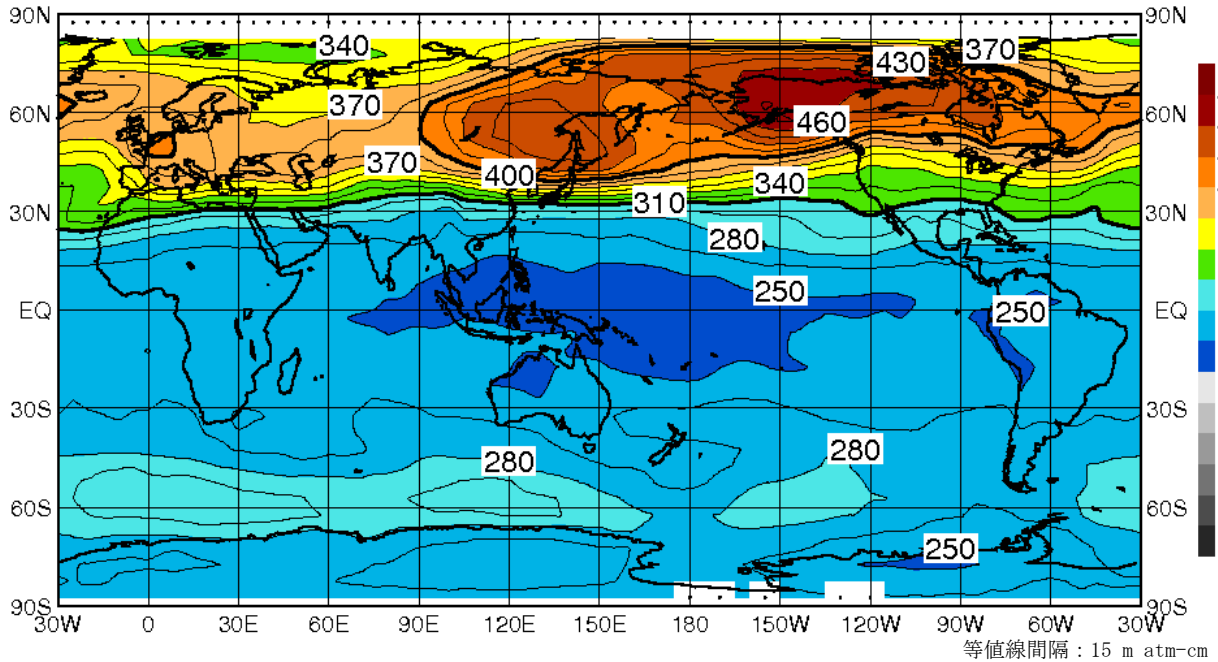 90N 90N
340 370
430
60N 370 60N
460
370
400 340
30N 310 30N
280
250
EQ 250 EQ
30S 30S
280 280
60S 60S
250
90S 90S
30W 0 30E 60E 90E 120E 150E 180 150W 120W 90W 60W 30W
等値線間隔：15 m atm-cm